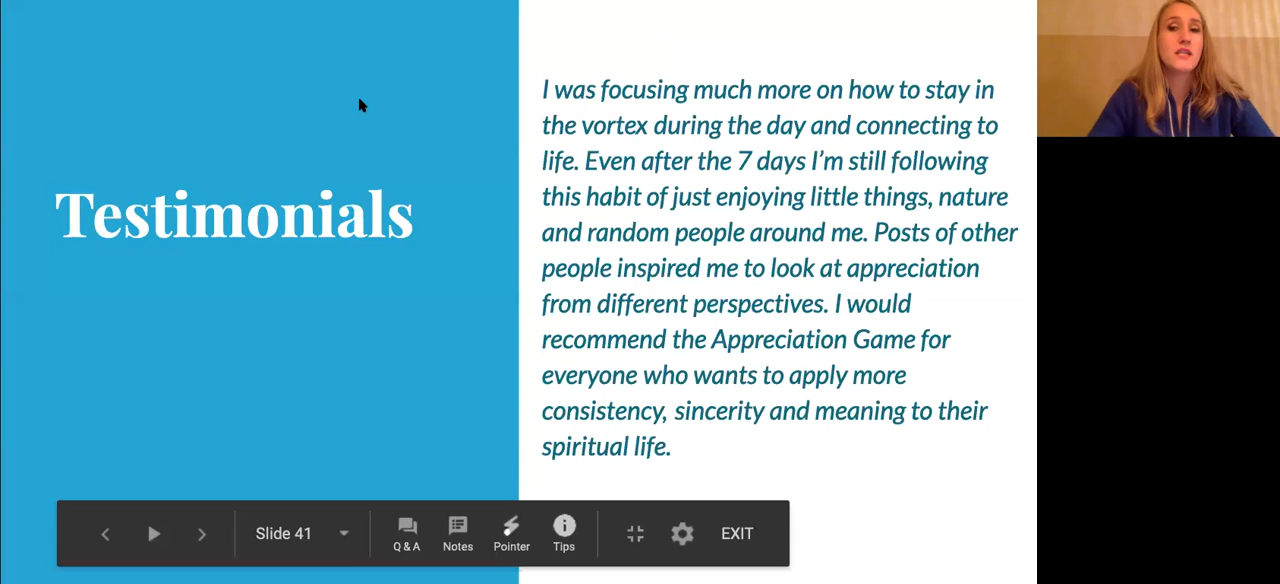 Testimonials
I was focusing much more on how to stay in
the vortex during the day and connecting to
life. Even after the 7 days I’m still following
this habit of just enjoying little things, nature
and random people around me. Posts of other
people inspired me to look at appreciation
from different perspectives. I would
recommend the Appreciation Game for
everyone who wants to apply more
consistency, sincerity and meaning to their
spiritual life.
Slide 41
Q & A
Notes
Pointer
Tips
EXIT